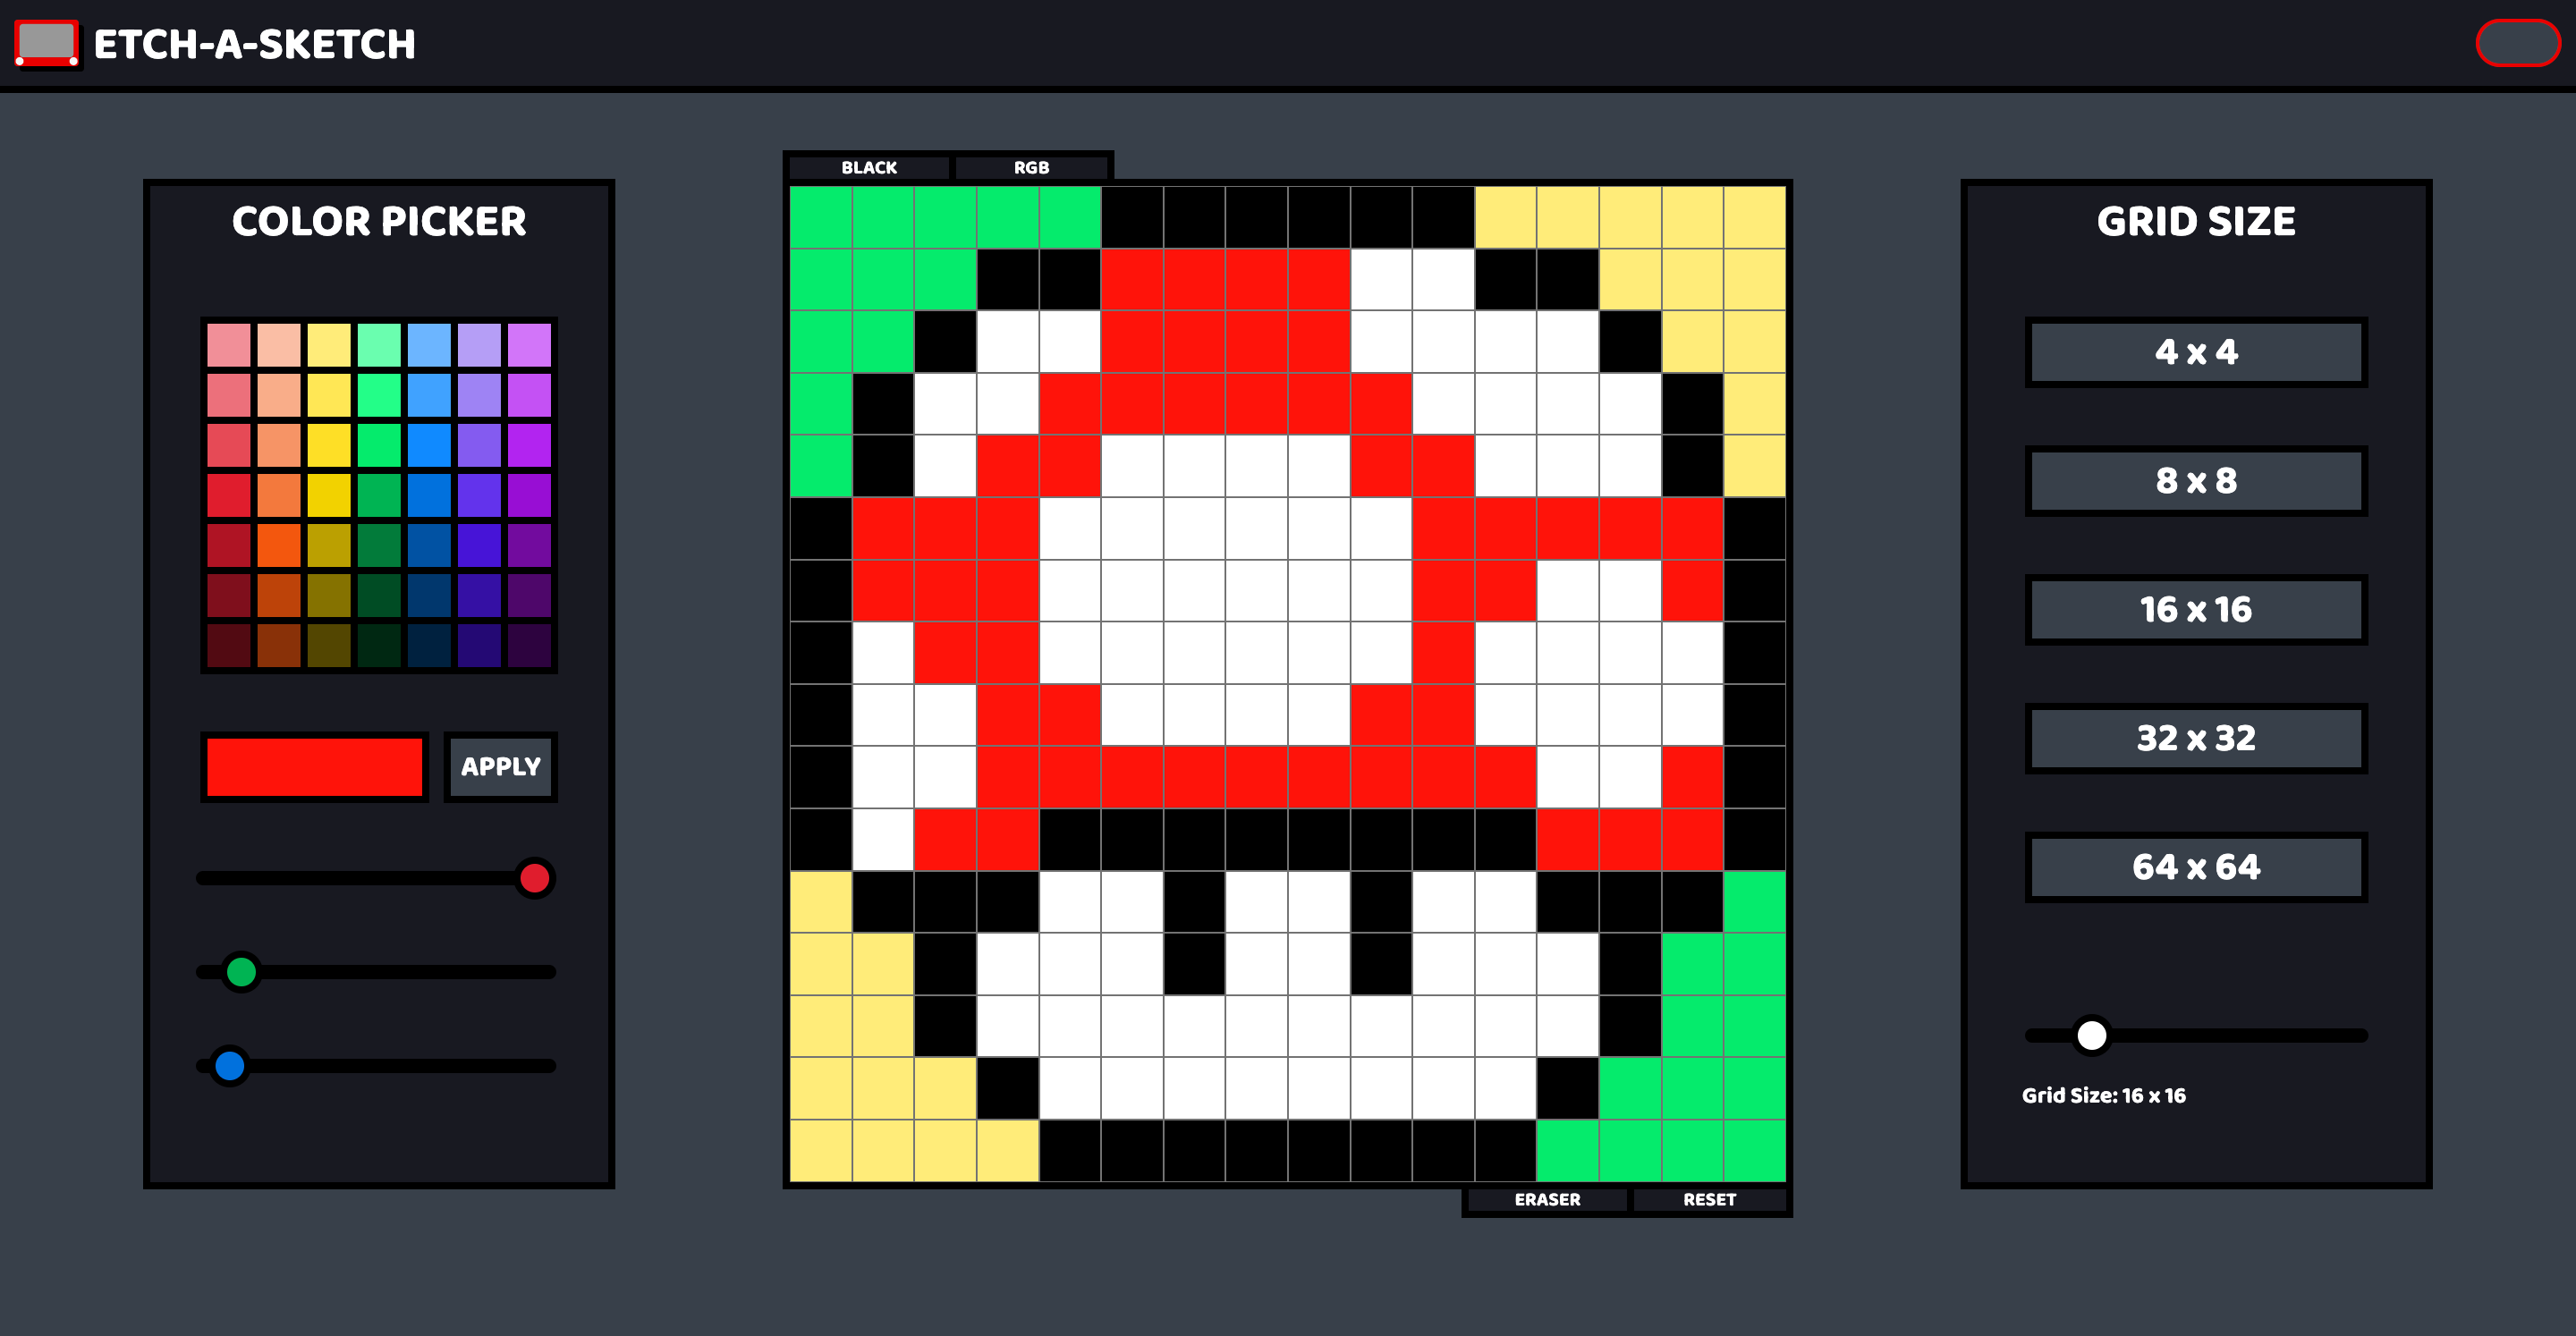 ETCH-A-SKETCH
COLOR PICKER
APPLY
BLACK
RGB
ERASER
RESET
GRID SIZE
4 x 4
8 x 8
16 x 16
32 x 32
64 x 64
Grid Size: 16 x 16